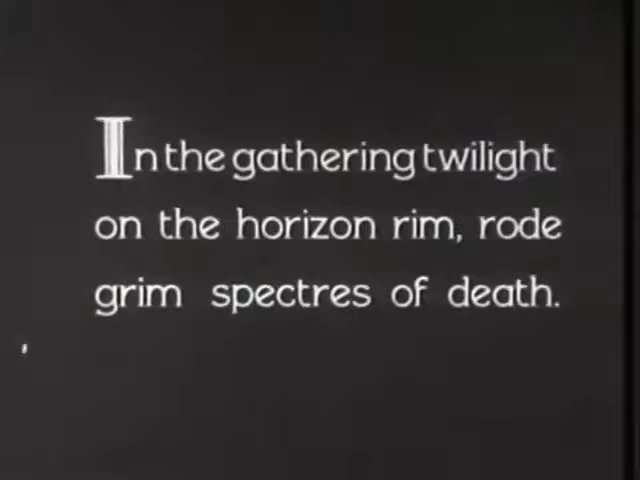 In the gathering twilight
on the horizon rim, rode
grim spectres of death.